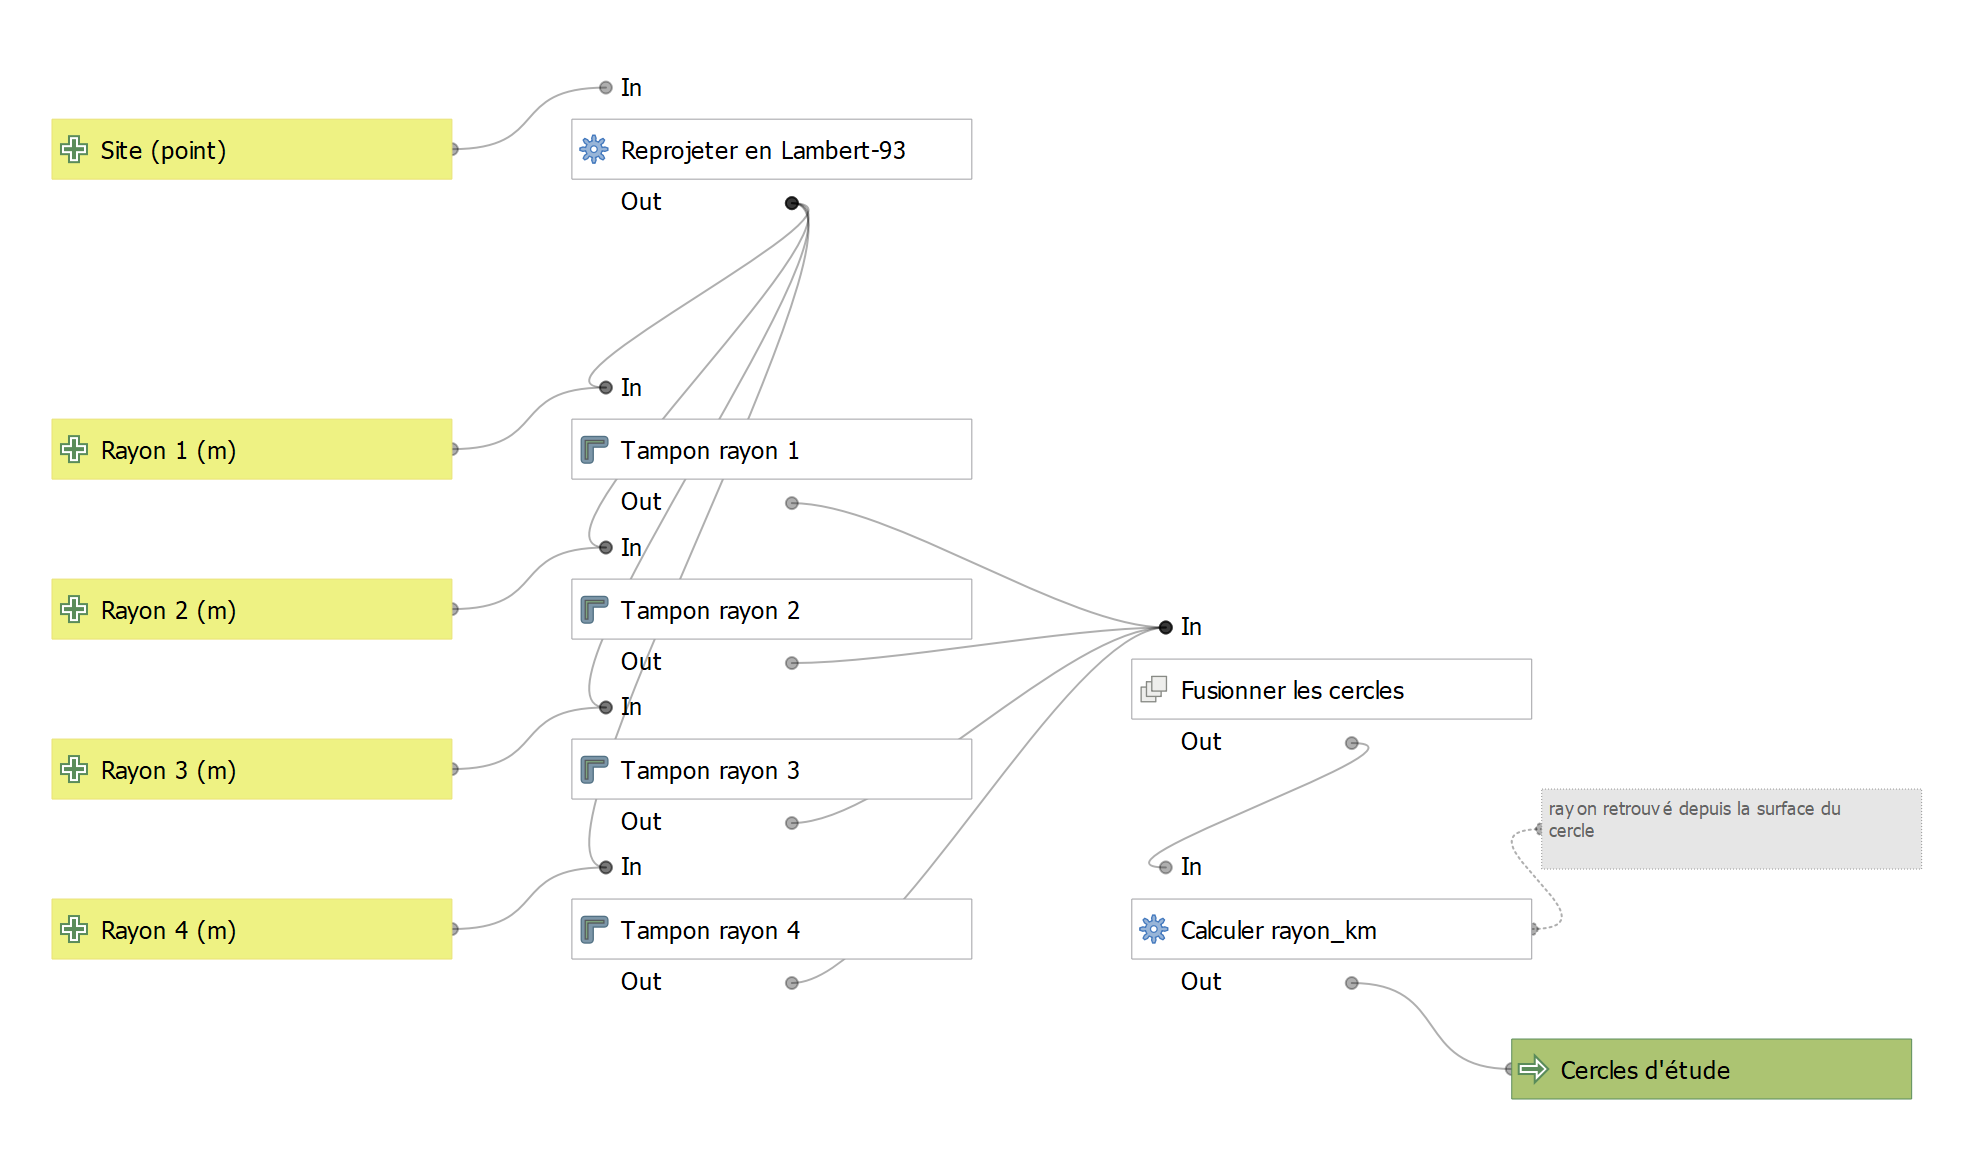 In
Site (point)
Reprojeter en Lambert-93
Out
In
Rayon 1 (m)
Tampon rayon 1
Out
In
Rayon 2 (m)
Tampon rayon 2
Out
In
Rayon 3 (m)
Tampon rayon 3
Out
In
Rayon 4 (m)
Tampon rayon 4
Out
In
Fusionner les cercles
Out
rayon retrouvé depuis la surface du
cercle
In
Calculer rayon_km
Out
Cercles d'étude